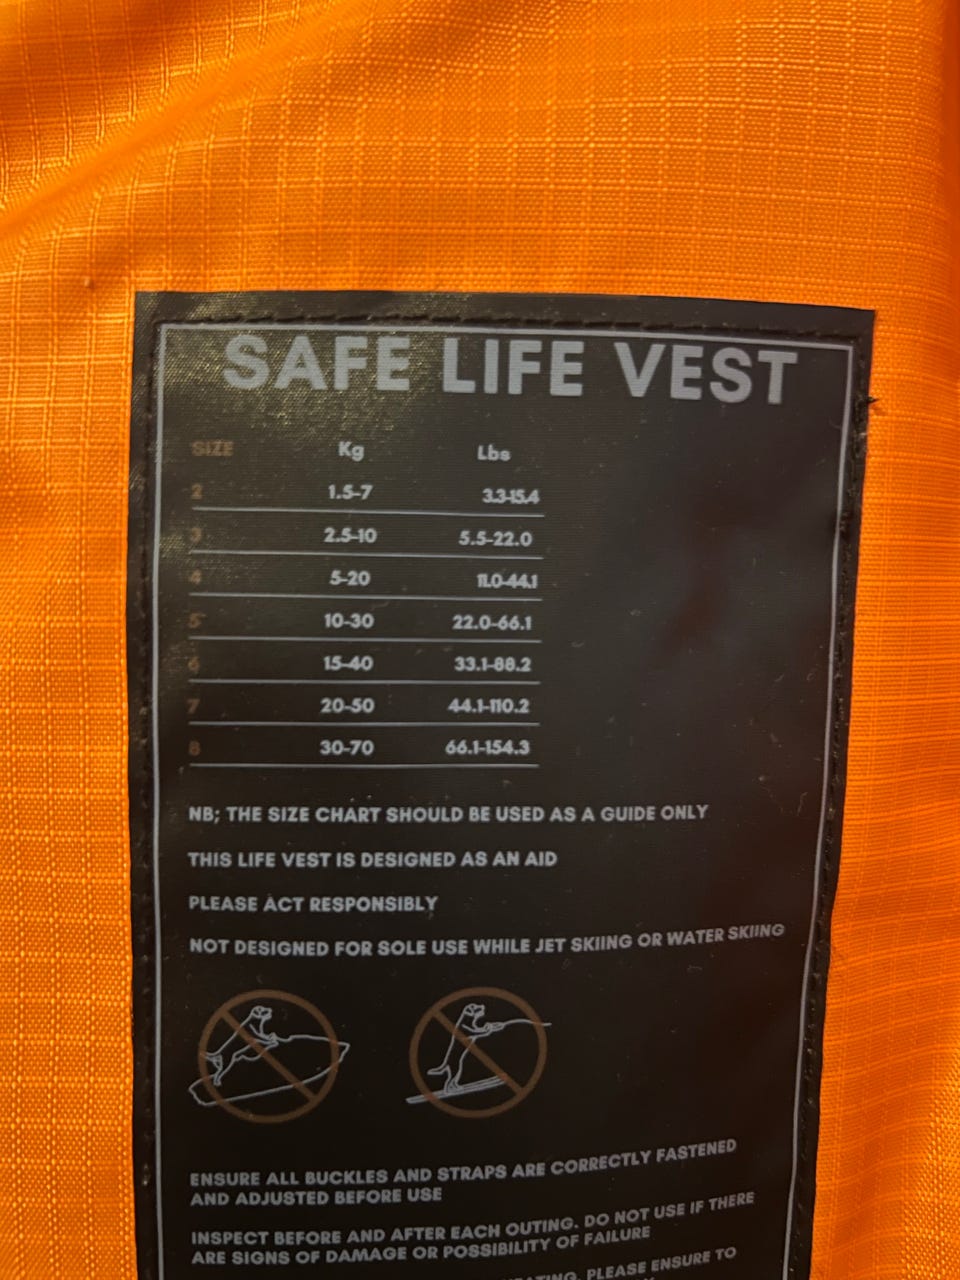 SAFE LIFE VEST
SIZE Kg Lbs
2 1.5-7 3.3-15.4
3 2.5-10 5.5-22.0
4 5-20 11.0-44.1
5 10-30 22.0-66.1
6 15-40 33.1-88.2
7 20-50 44.1-110.2
8 30-70 66.1-154.3
NB; THE SIZE CHART SHOULD BE USED AS A GUIDE ONLY
THIS LIFE VEST IS DESIGNED AS AN AID
PLEASE ACT RESPONSIBLY
NOT DESIGNED FOR SOLE USE WHILE JET SKIING OR WATER SKIING
ENSURE ALL BUCKLES AND STRAPS ARE CORRECTLY FASTENED
AND ADJUSTED BEFORE USE
INSPECT BEFORE AND AFTER EACH OUTING. DO NOT USE IF THERE
ARE SIGNS OF DAMAGE OR POSSIBILITY OF FAILURE
PLEASE ENSURE TO